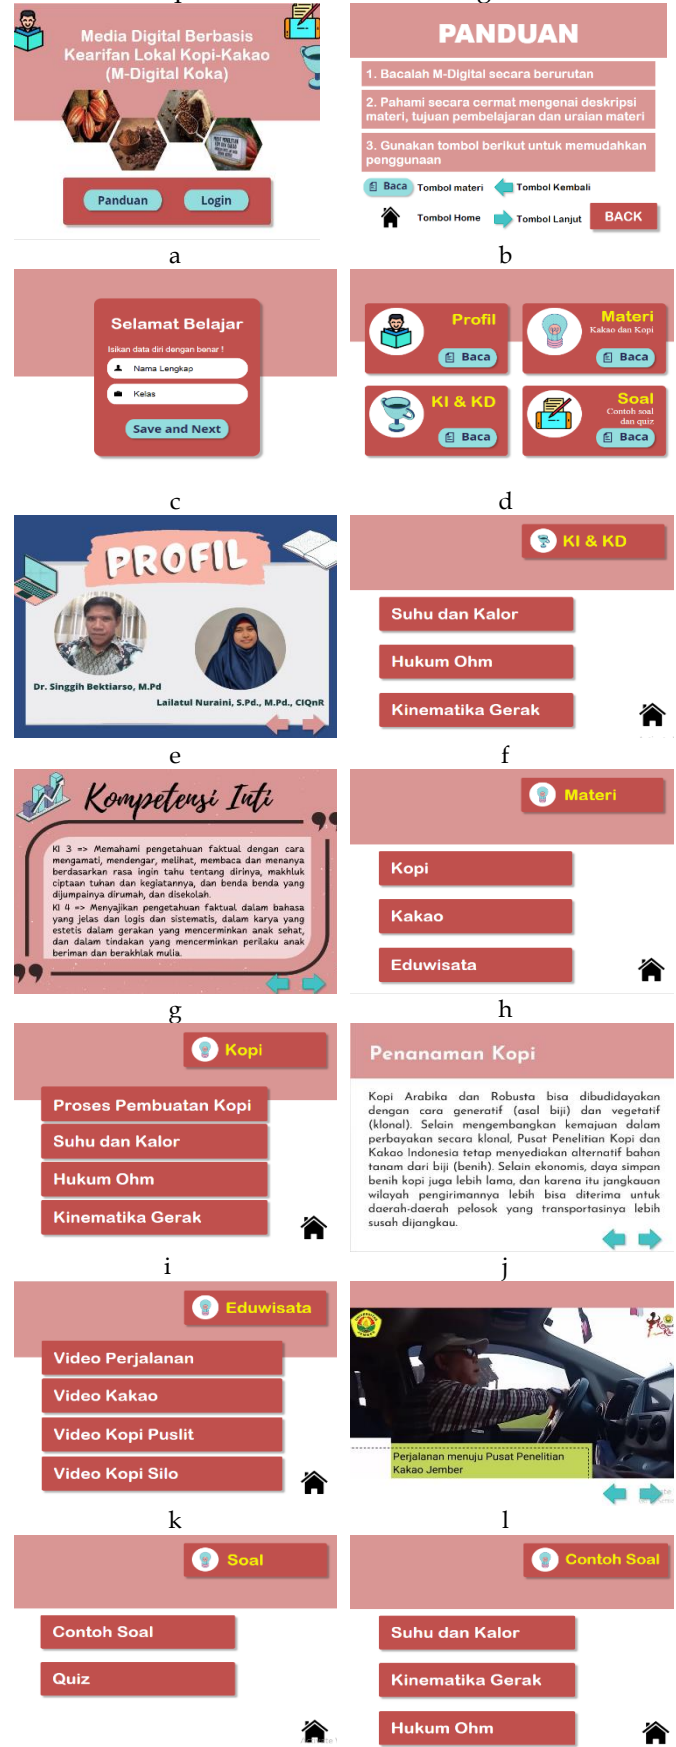 Media Digital Berbasis
Kearifan Lokal Kopi-Kakao
(M-Digital Koka)
Panduan
Login
a
PANDUAN
1. Bacalah M-Digital secara berurutan
2. Pahami secara cermat mengenai deskripsi
materi, tujuan pembelajaran dan uraian materi
3. Gunakan tombol berikut untuk memudahkan
penggunaan
Baca
Tombol materi
Tombol Kembali
Tombol Home
Tombol Lanjut
BACK
b
Selamat Belajar
Isikan data diri dengan benar !
Nama Lengkap
Kelas
Save and Next
c
Profil
Baca
Materi
Kakao dan Kopi
Baca
KI & KD
Baca
Soal
Contoh soal
dan quiz
Baca
d
PROFIL
Dr. Singgih Bektiarso, M.Pd
Lailatul Nuraini, S.Pd., M.Pd., CIQnR
e
KI & KD
Suhu dan Kalor
Hukum Ohm
Kinematika Gerak
f
Kompetensi Inti
KI 3 => Memahami pengetahuan faktual dengan cara
mengamati, mendengar, melihat, membaca dan menanya
berdasarkan rasa ingin tahu tentang dirinya, makhluk
ciptaan tuhan dan kegiatannya, dan benda benda yang
dijumpainya dirumah, dan disekolah.
KI 4 => Menyajikan pengetahuan faktual dalam bahasa
yang jelas dan logis dan sistematis, dalam karya yang
estetis dalam gerakan yang mencerminkan anak sehat,
dan dalam tindakan yang mencerminkan perilaku anak
beriman dan berakhlak mulia.
g
Materi
Kopi
Kakao
Eduwisata
h
Kopi
Proses Pembuatan Kopi
Suhu dan Kalor
Hukum Ohm
Kinematika Gerak
i
Penanaman Kopi
Kopi Arabika dan Robusta bisa dibudidayakan
dengan cara generatif (asal biji) dan vegetatif
(klonal). Selain mengembangkan kemajuan dalam
perbayakan secara klonal, Pusat Penelitian Kopi dan
Kakao Indonesia tetap menyediakan alternatif bahan
tanam dari biji (benih). Selain ekonomis, daya simpan
benih kopi juga lebih lama, dan karena itu jangkauan
wilayah pengirimannya lebih bisa diterima untuk
daerah-daerah pelosok yang transportasinya lebih
susah dijangkau.
j
Eduwisata
Video Perjalanan
Video Kakao
Video Kopi Puslit
Video Kopi Silo
k
Perjalanan menuju Pusat Penelitian
Kakao Jember
l
Soal
Contoh Soal
Quiz
Contoh Soal
Suhu dan Kalor
Kinematika Gerak
Hukum Ohm